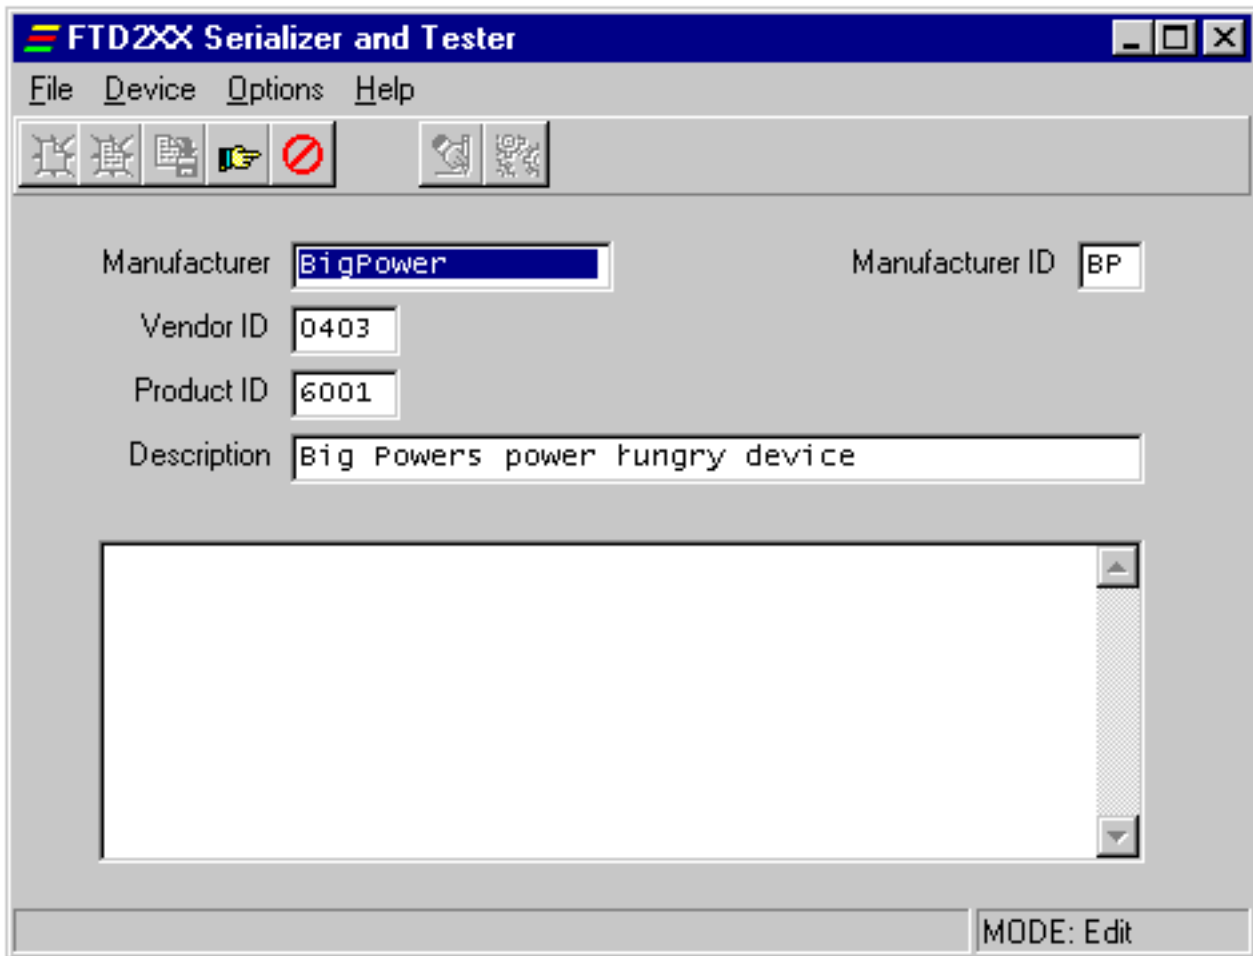 FTD2XX Serializer and Tester
File Device Options Help
Manufacturer BigPower Manufacturer ID BP
Vendor ID 0403
Product ID 6001
Description Big Powers power hungry device
MODE: Edit